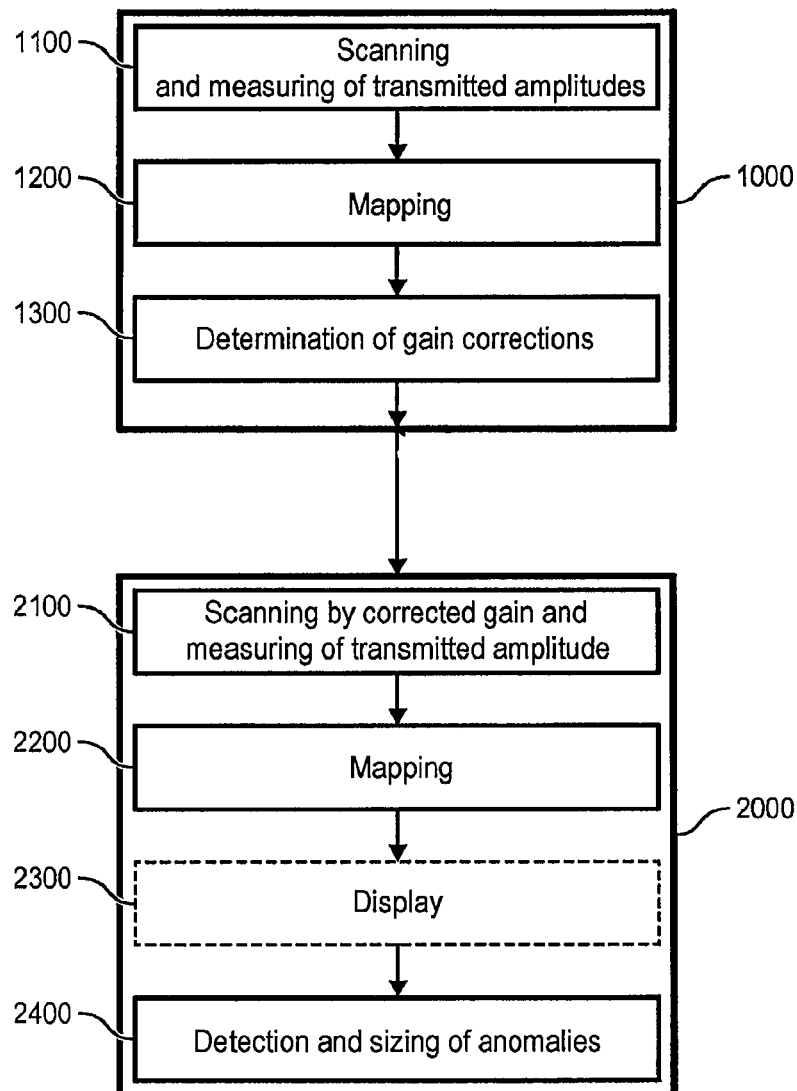 1100
Scanning
and measuring of transmitted amplitudes
1200
Mapping
1000
1300
Determination of gain corrections
2100
Scanning by corrected gain and
measuring of transmitted amplitude
2200
Mapping
2000
2300
Display
2400
Detection and sizing of anomalies